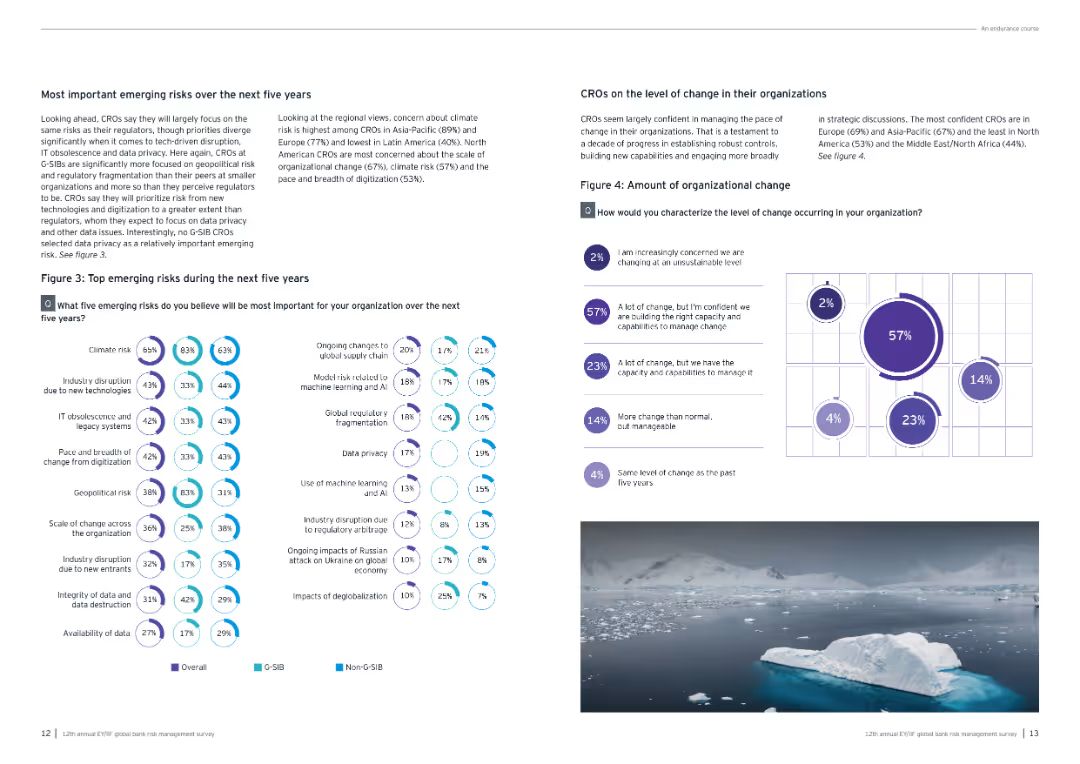 An endurance course
Most important emerging risks over the next five years
Looking ahead, CROs say they will largely focus on the
same risks as their regulators, though priorities diverge
significantly when it comes to tech-driven disruption,
IT obsolescence and data privacy. Here again, CROs at
G-SIBs are significantly more focused on geopolitical risk
and regulatory fragmentation than their peers at smaller
organizations and more so than they perceive regulators
to be. CROs say they will prioritize risk from new
technologies and digitization to a greater extent than
regulators, whom they expect to focus on data privacy
and other data issues. Interestingly, no G-SIB CROs
selected data privacy as a relatively important emerging
risk. See figure 3.
Looking at the regional views, concern about climate
risk is highest among CROs in Asia-Pacific (89%) and
Europe (77%) and lowest in Latin America (40%). North
American CROs are most concerned about the scale of
organizational change (67%), climate risk (57%) and the
pace and breadth of digitization (53%).
Figure 3: Top emerging risks during the next five years
Q What five emerging risks do you believe will be most important for your organization over the next
five years?
Climate risk 65% 83% 63%
Industry disruption
due to new technologies 43% 33% 44%
IT obsolescence and
legacy systems 42% 33% 43%
Pace and breadth of
change from digitization 42% 33% 43%
Geopolitical risk 38% 83% 31%
Scale of change across
the organization 36% 25% 38%
Industry disruption
due to new entrants 32% 17% 35%
Integrity of data and
data destruction 31% 42% 29%
Availability of data 27% 17% 29%
Ongoing changes to
global supply chain 20% 17% 21%
Model risk related to
machine learning and AI 18% 17% 18%
Global regulatory
fragmentation 18% 42% 14%
Data privacy 17% 19%
Use of machine learning
and AI 13% 15%
Industry disruption due
to regulatory arbitrage 12% 8% 13%
Ongoing impacts of Russian
attack on Ukraine on global
economy 10% 17% 8%
Impacts of deglobalization 10% 25% 7%
Overall G-SIB Non-G-SIB
12 | 12th annual EY/IIF global bank risk management survey
CROs on the level of change in their organizations
CROs seem largely confident in managing the pace of
change in their organizations. That is a testament to
a decade of progress in establishing robust controls,
building new capabilities and engaging more broadly
in strategic discussions. The most confident CROs are in
Europe (69%) and Asia-Pacific (67%) and the least in North
America (53%) and the Middle East/North Africa (44%).
See figure 4.
Figure 4: Amount of organizational change
Q How would you characterize the level of change occurring in your organization?
2% I am increasingly concerned we are
changing at an unsustainable level
57% A lot of change, but I'm confident we
are building the right capacity and
capabilities to manage change
23% A lot of change, but we have the
capacity and capabilities to manage it
14% More change than normal,
but manageable
4% Same level of change as the past
five years
2%
57%
14%
4%
23%
12th annual EY/IIF global bank risk management survey | 13